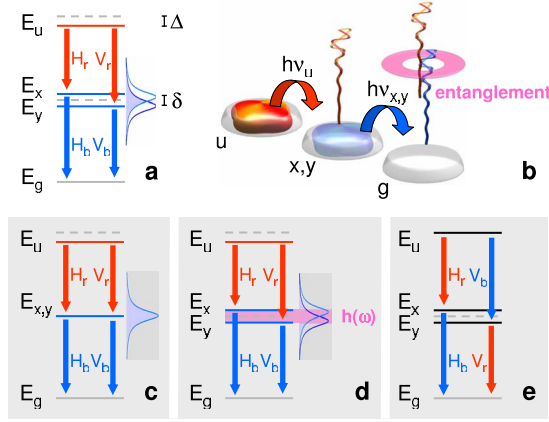 E_u
Δ
H_r V_r
E_x
E_y
δ
H_b V_b
E_g
a
hν_u
hν_x,y
entanglement
u
x,y
g
b
E_u
H_r V_r
E_x,y
H_b V_b
E_g
c
E_u
H_r V_r
E_x
E_y
h(ω)
H_b V_b
E_g
d
E_u
H_r V_b
E_x
E_y
H_b V_r
E_g
e